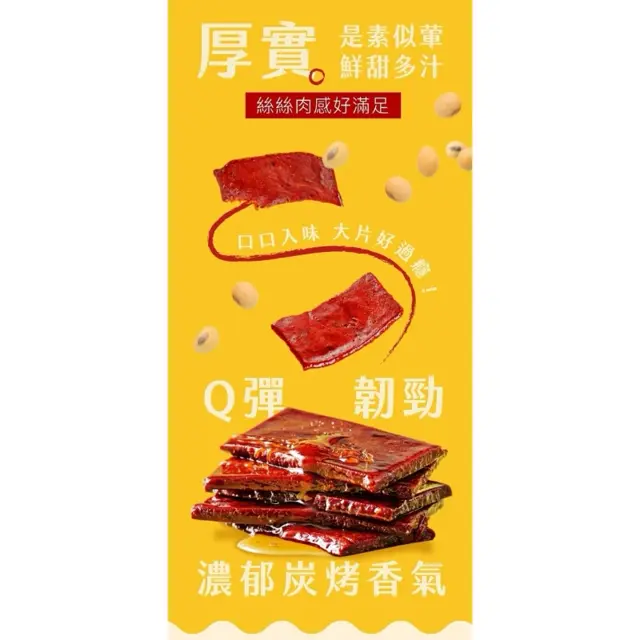 厚實。
是素似葷
鮮甜多汁
絲絲肉感好滿足
口口入味 大片好過癮！
Q彈 韌勁
濃郁炭烤香氣